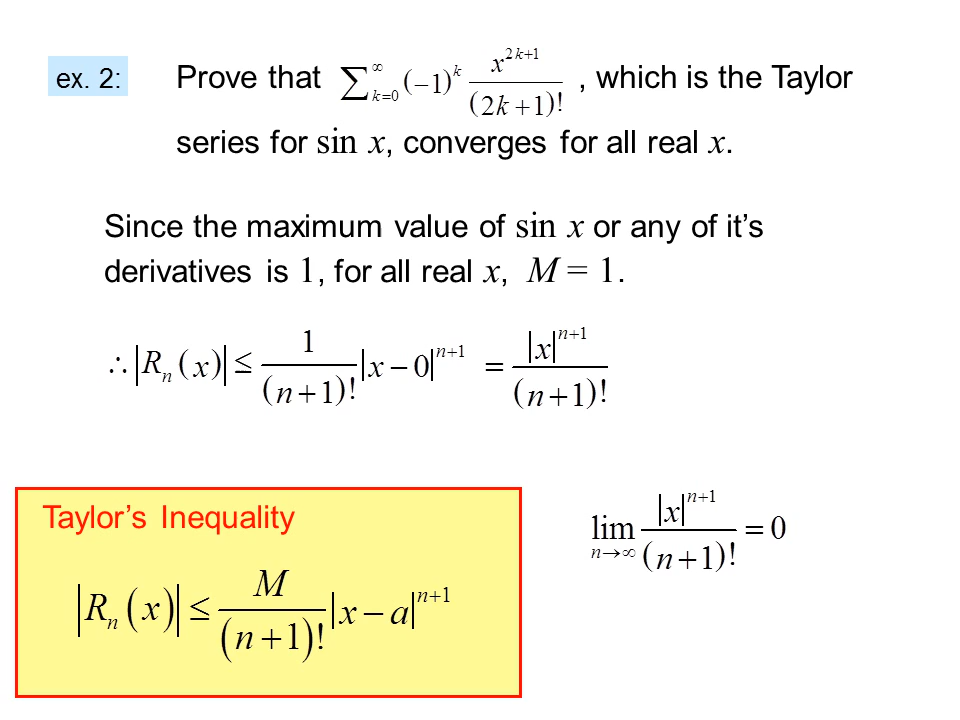 ex. 2: Prove that ∑_{k=0}^{∞} (−1)^k x^{2k+1}/(2k+1)! , which is the Taylor
series for sin x, converges for all real x.
Since the maximum value of sin x or any of it’s
derivatives is 1, for all real x, M = 1.
∴ |R_n(x)| ≤ 1/(n+1)! |x − 0|^{n+1} = |x|^{n+1}/(n+1)!
Taylor’s Inequality
|R_n(x)| ≤ M/(n+1)! |x − a|^{n+1}
lim_{n→∞} |x|^{n+1}/(n+1)! = 0